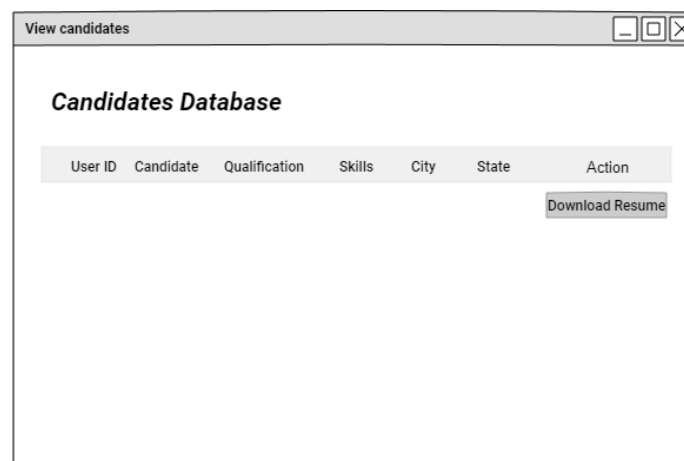 View candidates
Candidates Database
User ID Candidate Qualification Skills City State Action
Download Resume